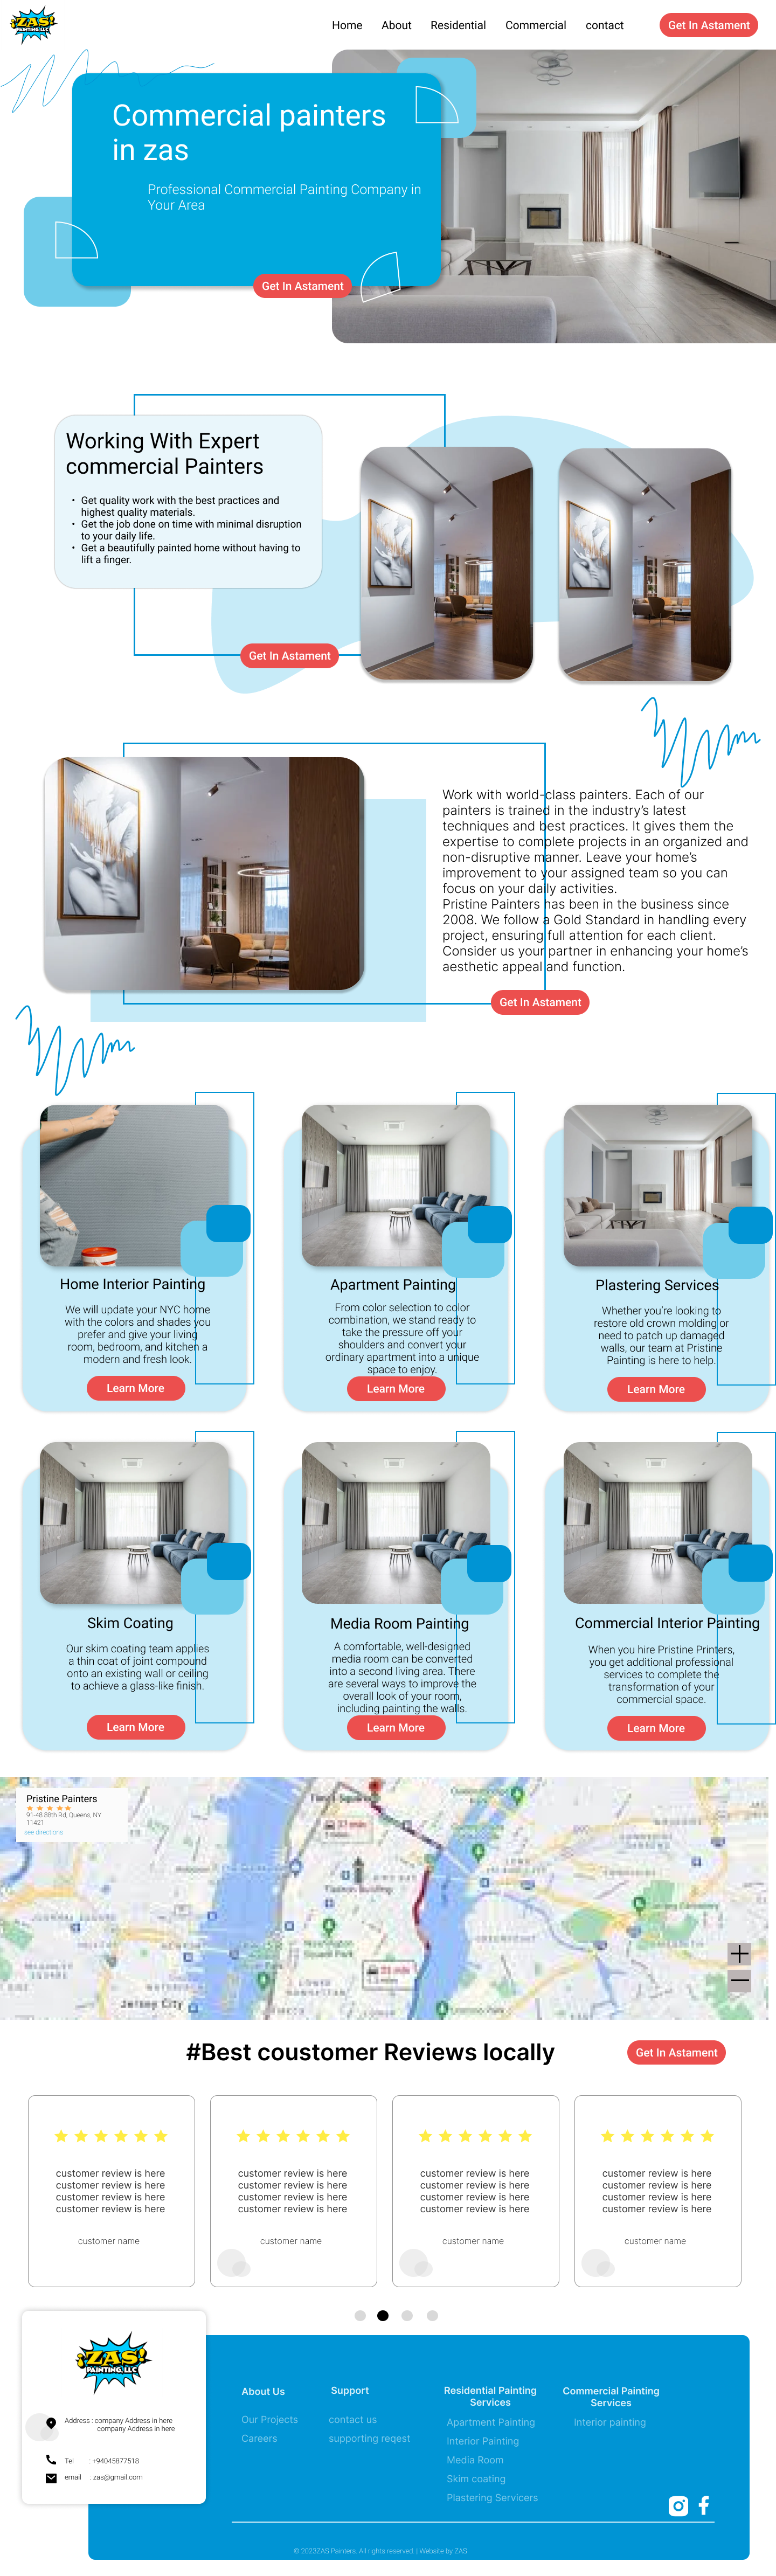 ZAS
PAINTING, LLC
Home About Residential Commercial contact Get In Astament
Commercial painters
in zas
Professional Commercial Painting Company in
Your Area
Get In Astament
Working With Expert
commercial Painters
• Get quality work with the best practices and
highest quality materials.
• Get the job done on time with minimal disruption
to your daily life.
• Get a beautifully painted home without having to
lift a finger.
Get In Astament
Work with world-class painters. Each of our
painters is trained in the industry's latest
techniques and best practices. It gives them the
expertise to complete projects in an organized and
non-disruptive manner. Leave your home's
improvement to your assigned team so you can
focus on your daily activities.
Pristine Painters has been in the business since
2008. We follow a Gold Standard in handling every
project, ensuring full attention for each client.
Consider us your partner in enhancing your home's
aesthetic appeal and function.
Get In Astament
Home Interior Painting
We will update your NYC home
with the colors and shades you
prefer and give your living
room, bedroom, and kitchen a
modern and fresh look.
Learn More
Apartment Painting
From color selection to color
combination, we stand ready to
take the pressure off your
shoulders and convert your
ordinary apartment into a unique
space to enjoy.
Learn More
Plastering Services
Whether you're looking to
restore old crown molding or
need to patch up damaged
walls, our team at Pristine
Painting is here to help.
Learn More
Skim Coating
Our skim coating team applies
a thin coat of joint compound
onto an existing wall or ceiling
to achieve a glass-like finish.
Learn More
Media Room Painting
A comfortable, well-designed
media room can be converted
into a second living area. There
are several ways to improve the
overall look of your room,
including painting the walls.
Learn More
Commercial Interior Painting
When you hire Pristine Printers,
you get additional professional
services to complete the
transformation of your
commercial space.
Learn More
Pristine Painters
91-48 88th Rd, Queens, NY
11421
see directions
Jersey City
#Best coustomer Reviews locally
Get In Astament
customer review is here
customer review is here
customer review is here
customer review is here
customer name
customer review is here
customer review is here
customer review is here
customer review is here
customer name
customer review is here
customer review is here
customer review is here
customer review is here
customer name
customer review is here
customer review is here
customer review is here
customer review is here
customer name
ZAS
PAINTING, LLC
Address : company Address in here
company Address in here
Tel : +94045877518
email : zas@gmail.com
About Us
Our Projects
Careers
Support
contact us
supporting reqest
Residential Painting
Services
Apartment Painting
Interior Painting
Media Room
Skim coating
Plastering Servicers
Commercial Painting
Services
Interior painting
© 2023ZAS Painters. All rights reserved. | Website by ZAS